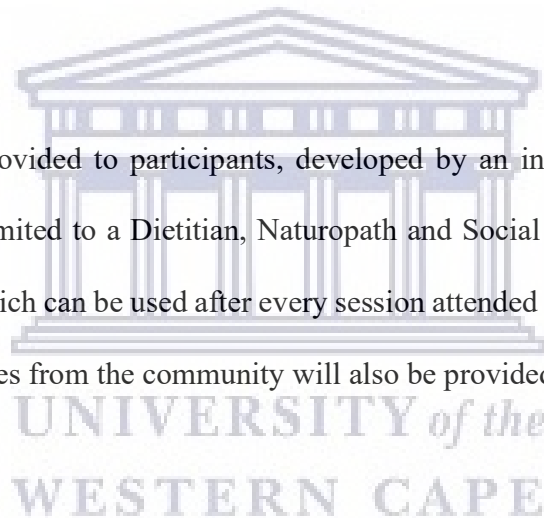 ovided to participants, developed by an in
mited to a Dietitian, Naturopath and Social
ich can be used after every session attended
es from the community will also be provided
UNIVERSITY of the
WESTERN CAPE